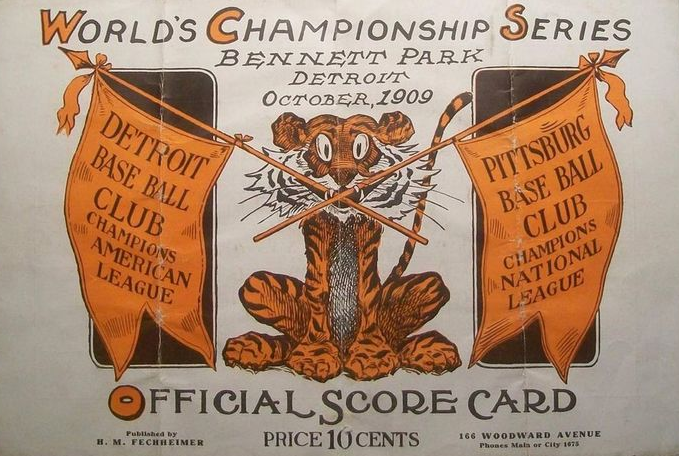 WORLD'S CHAMPIONSHIP SERIES
BENNETT PARK
DETROIT
OCTOBER, 1909
DETROIT
BASE BALL
CLUB
CHAMPIONS
AMERICAN
LEAGUE
PITTSBURG
BASE BALL
CLUB
CHAMPIONS
NATIONAL
LEAGUE
OFFICIAL SCORE CARD
Published by
H. M. FECHHEIMER
PRICE 10 CENTS
166 WOODWARD AVENUE
Phones Main or City 1675